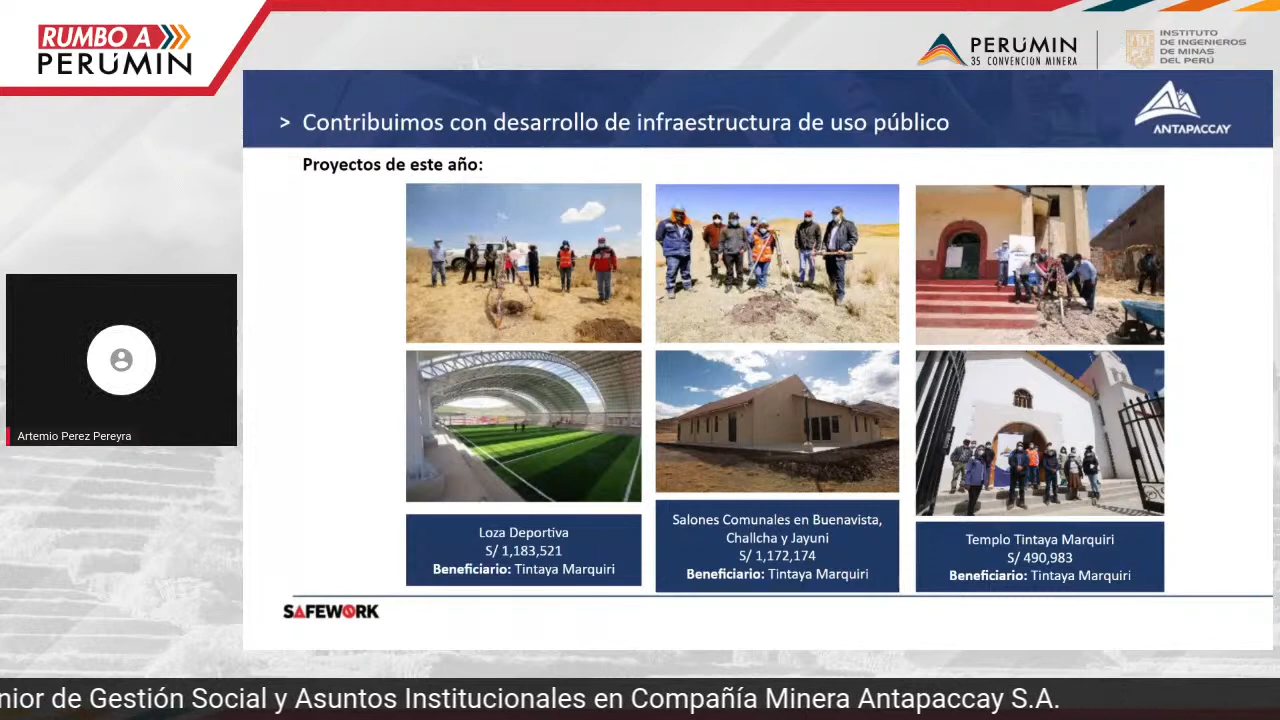 RUMBO A
PERÚMIN
PERÚMIN
35 CONVENCIÓN MINERA
INSTITUTO
DE INGENIEROS
DE MINAS
DEL PERÚ
> Contribuimos con desarrollo de infraestructura de uso público
ANTAPACCAY
Proyectos de este año:
Artemio Perez Pereyra
Loza Deportiva
S/ 1,183,521
Beneficiario: Tintaya Marquiri
Salones Comunales en Buenavista,
Challcha y Jayuni
S/ 1,172,174
Beneficiario: Tintaya Marquiri
Templo Tintaya Marquiri
S/ 490,983
Beneficiario: Tintaya Marquiri
SAFEWORK
nior de Gestión Social y Asuntos Institucionales en Compañía Minera Antapaccay S.A.